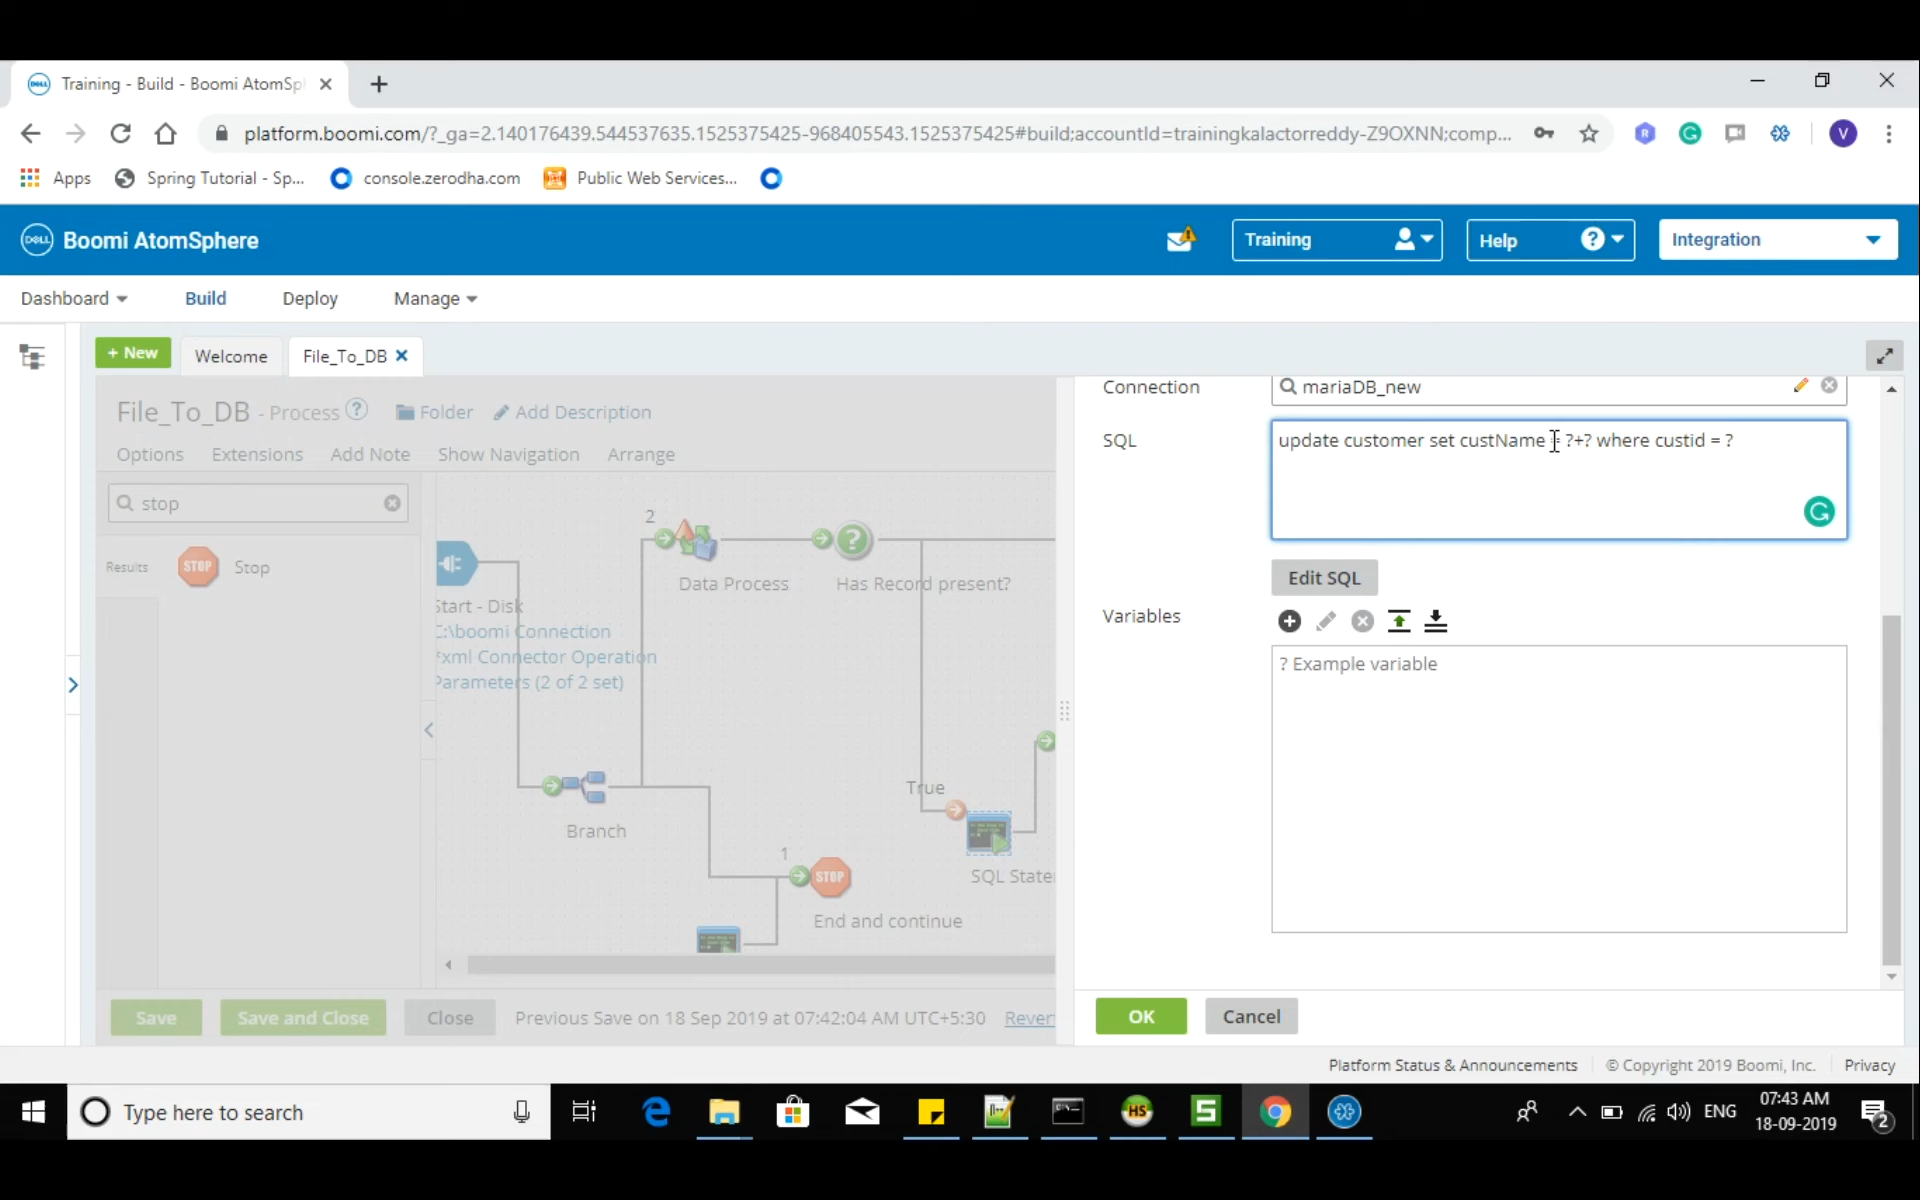 Training - Build - Boomi AtomSp
platform.boomi.com/?_ga=2.140176439.544537635.1525375425-968405543.1525375425#build;accountId=trainingkalactorreddy-Z9OXNN;comp...
R
G
V
Apps
Spring Tutorial - Sp...
console.zerodha.com
Public Web Services...
DELL
Boomi AtomSphere
Training
Help
?
Integration
Dashboard
Build
Deploy
Manage
+ New
Welcome
File_To_DB
File_To_DB - Process
?
Folder
Add Description
Options
Extensions
Add Note
Show Navigation
Arrange
stop
Results
STOP
Stop
Start - Disk
C:\boomi Connection
*xml Connector Operation
Parameters (2 of 2 set)
2
Data Process
?
Has Record present?
Branch
1
STOP
End and continue
True
SQL State
Save
Save and Close
Close
Previous Save on 18 Sep 2019 at 07:42:04 AM UTC+5:30
Rever
Connection
mariaDB_new
SQL
update customer set custName = ?+? where custid = ?
G
Edit SQL
Variables
? Example variable
OK
Cancel
Platform Status & Announcements
© Copyright 2019 Boomi, Inc.
Privacy
Type here to search
HS
S
ENG
07:43 AM
18-09-2019
2